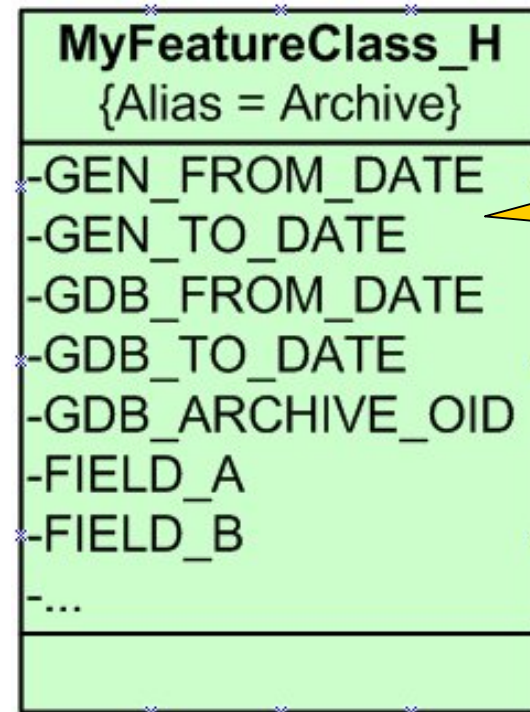 MyFeatureClass_H
{Alias = Archive}
-GEN_FROM_DATE
-GEN_TO_DATE
-GDB_FROM_DATE
-GDB_TO_DATE
-GDB_ARCHIVE_OID
-FIELD_A
-FIELD_B
-...